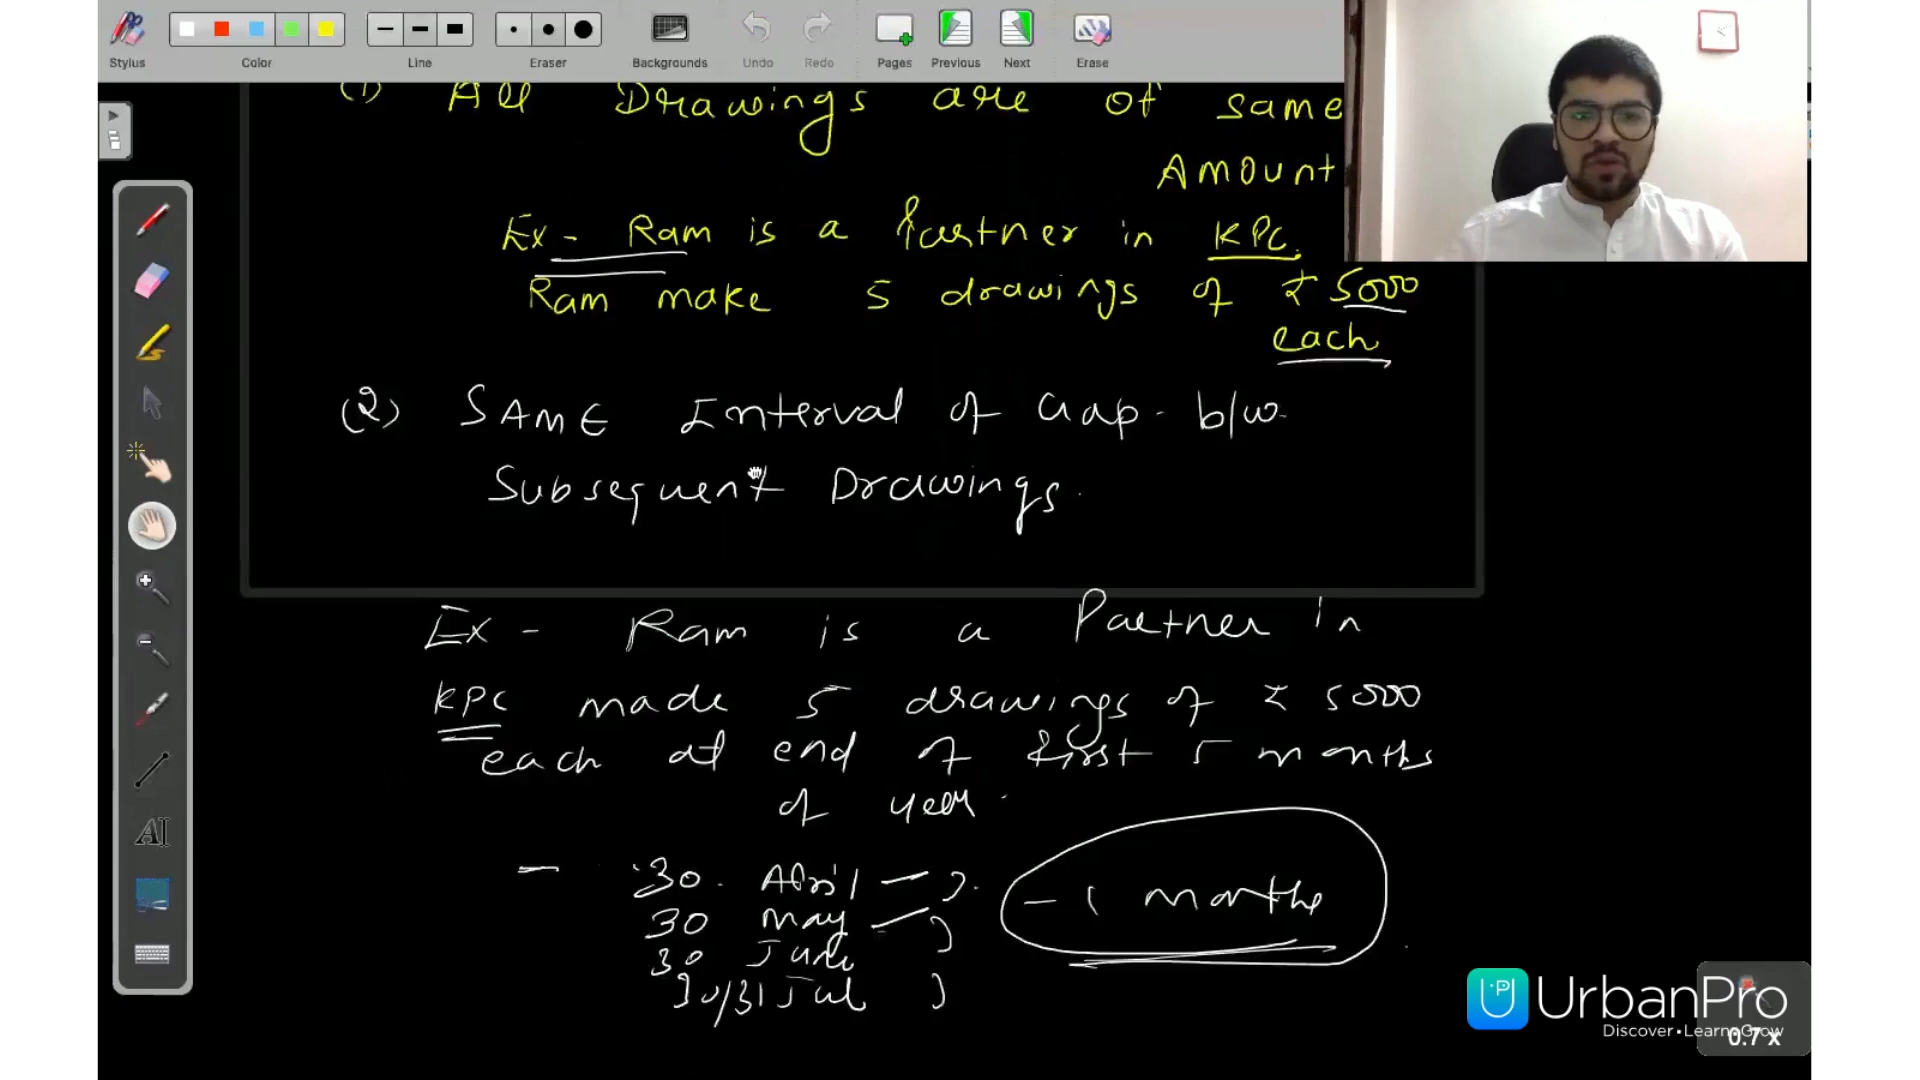 Stylus
Color
Line
Eraser
Backgrounds
Undo
Redo
Pages
Previous
Next
Erase
(1) All Drawings are of same
Amount
Ex - Ram is a Partner in KPC.
Ram make 5 drawings of ₹ 5000
each
(2) SAME Interval of Gap - b/w
Subsequent Drawings.
Ex - Ram is a Partner in
KPC made 5 drawings of ₹ 5000
each at end of first 5 months
of year.
- 30 April -
30 May -
- 1 months
30 June
30/31 Jul
AI
UrbanPro
Discover•Learn•Grow
0.7 x